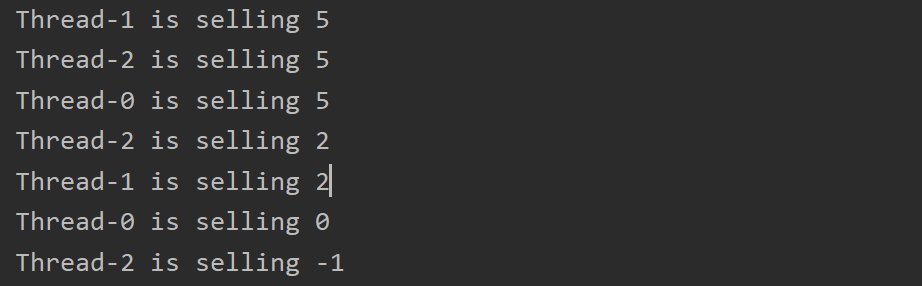 Thread-1 is selling 5
Thread-2 is selling 5
Thread-0 is selling 5
Thread-2 is selling 2
Thread-1 is selling 2
Thread-0 is selling 0
Thread-2 is selling -1